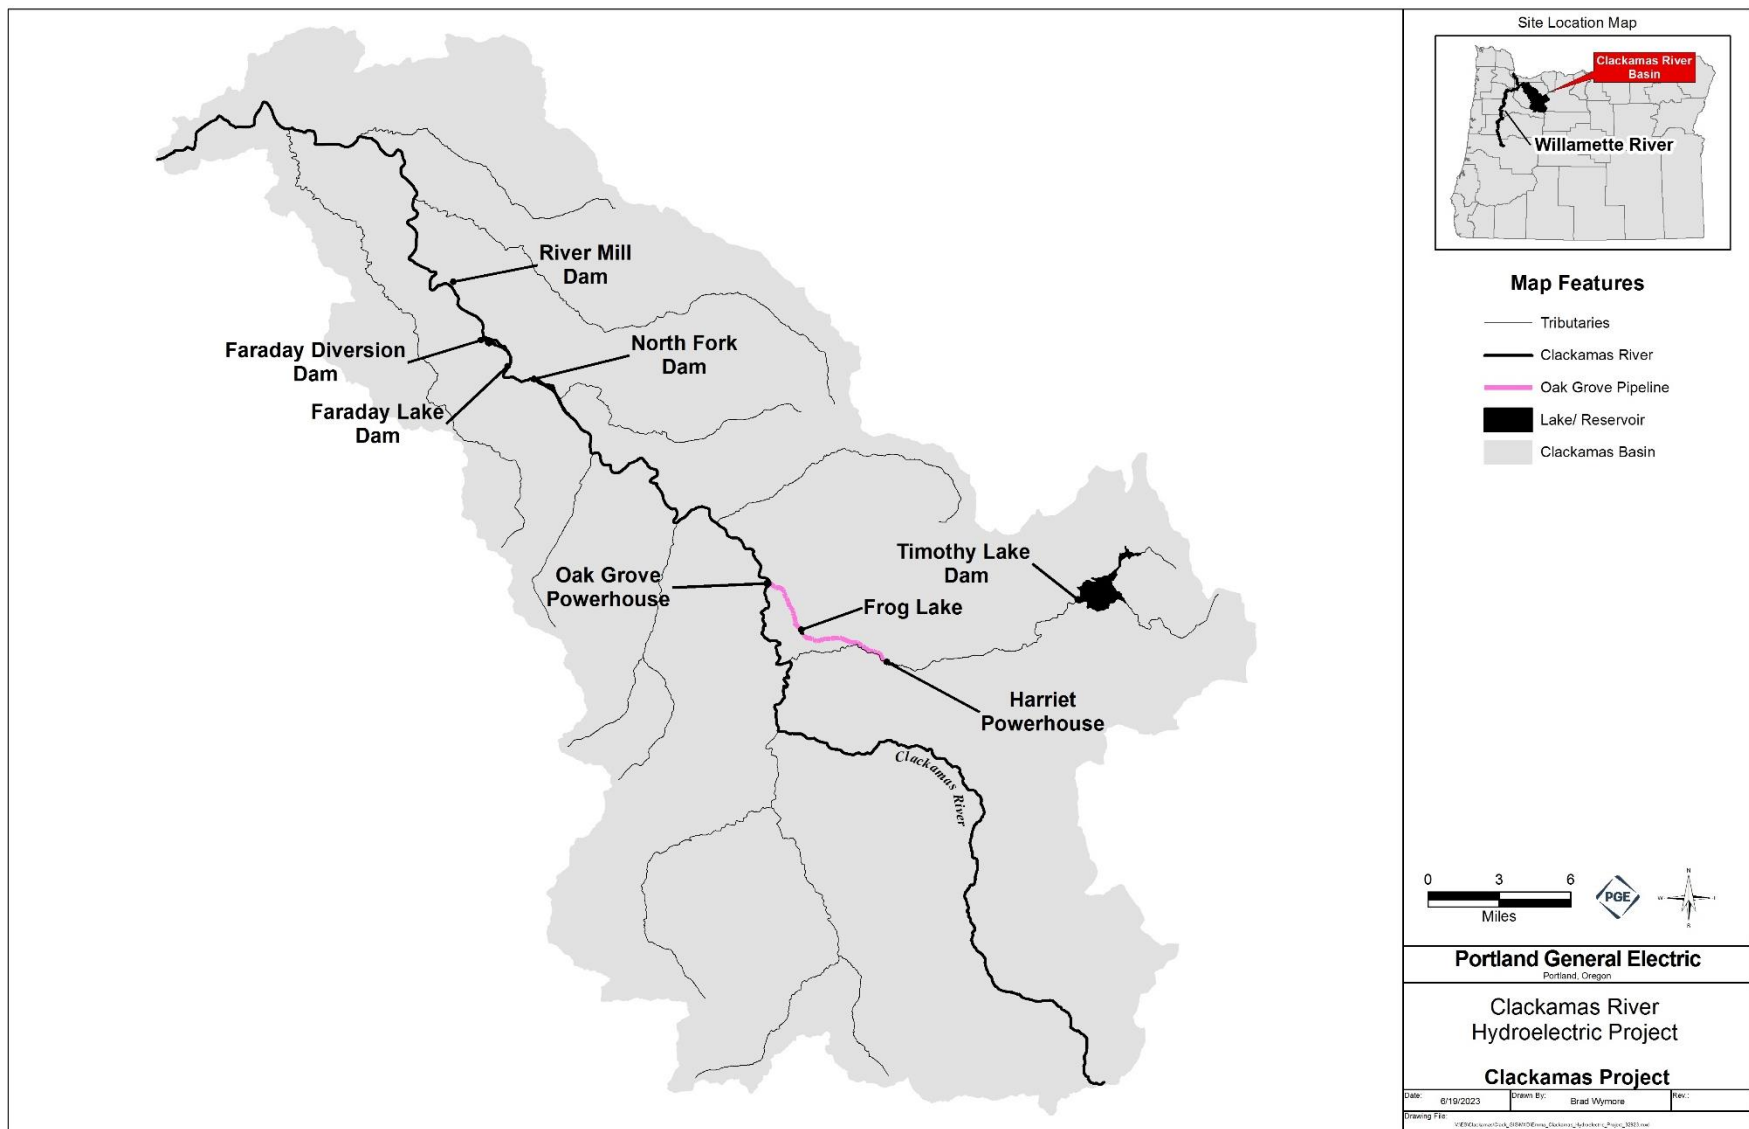 River Mill
Dam
Faraday Diversion
Dam
North Fork
Dam
Faraday Lake
Dam
Oak Grove
Powerhouse
Timothy Lake
Dam
Frog Lake
Harriet
Powerhouse
Clackamas River
Site Location Map
Clackamas River
Basin
Willamette River
Map Features
Tributaries
Clackamas River
Oak Grove Pipeline
Lake/ Reservoir
Clackamas Basin
0 3 6
Miles
PGE
N
W
S
Portland General Electric
Portland, Oregon
Clackamas River
Hydroelectric Project
Clackamas Project
Date: 6/19/2023 Drawn By: Brad Wymore Rev.:
Drawing File: